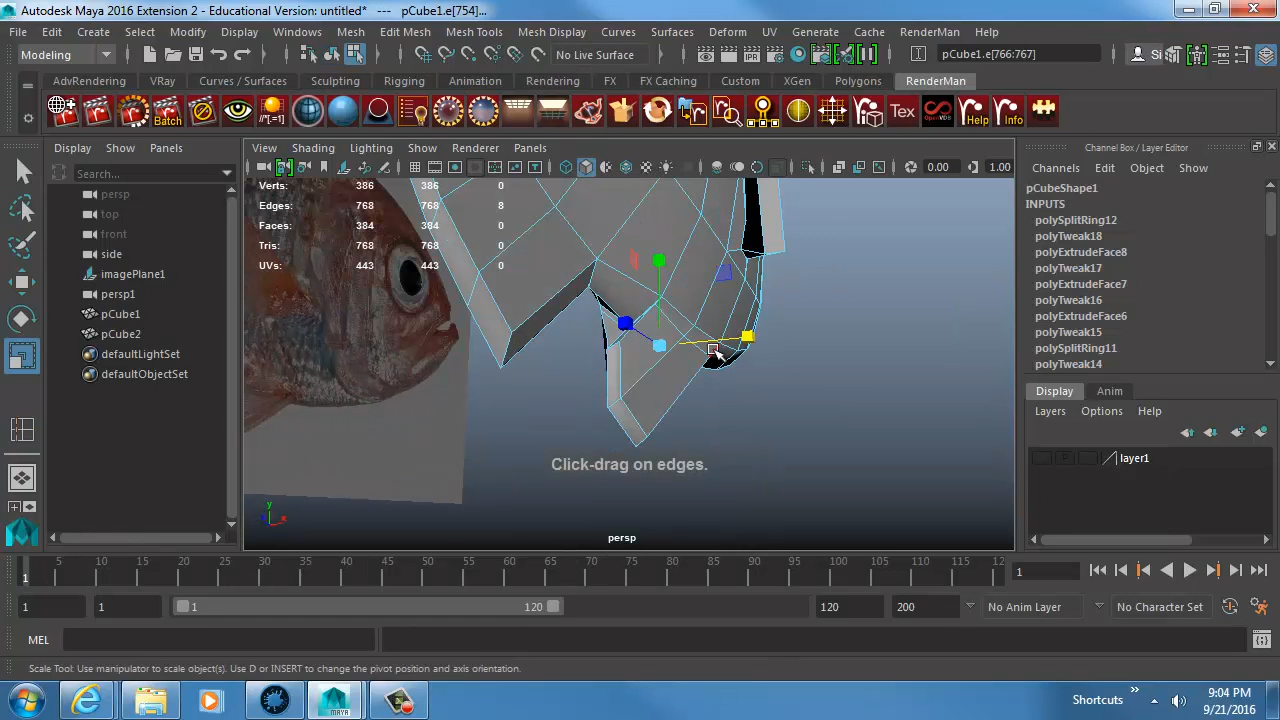 Autodesk Maya 2016 Extension 2 - Educational Version: untitled*   ---   pCube1.e[754]...
File Edit Create Select Modify Display Windows Mesh Edit Mesh Mesh Tools Mesh Display Curves Surfaces Deform UV Generate Cache RenderMan Help
Modeling No Live Surface pCube1.e[766:767] Si
AdvRendering VRay Curves / Surfaces Sculpting Rigging Animation Rendering FX FX Caching Custom XGen Polygons RenderMan
//"[.=] Batch Tex OpenVDB Help Info
Display Show Panels
Search...
persp
top
front
side
imagePlane1
persp1
pCube1
pCube2
defaultLightSet
defaultObjectSet
View Shading Lighting Show Renderer Panels
0.00 1.00
Verts: 386 386 0
Edges: 768 768 8
Faces: 384 384 0
Tris: 768 768 0
UVs: 443 443 0
Click-drag on edges.
y
z x
persp
Channel Box / Layer Editor
Channels Edit Object Show
pCubeShape1
INPUTS
polySplitRing12
polyTweak18
polyExtrudeFace8
polyTweak17
polyExtrudeFace7
polyTweak16
polyExtrudeFace6
polyTweak15
polySplitRing11
polyTweak14
Display Anim
Layers Options Help
P layer1
1 5 10 15 20 25 30 35 40 45 50 55 60 65 70 75 80 85 90 95 100 105 110 115 12 1
1 1 1 120 120 200 No Anim Layer No Character Set
MEL
Scale Tool: Use manipulator to scale object(s). Use D or INSERT to change the pivot position and axis orientation.
MAYA Shortcuts » 9:04 PM
9/21/2016